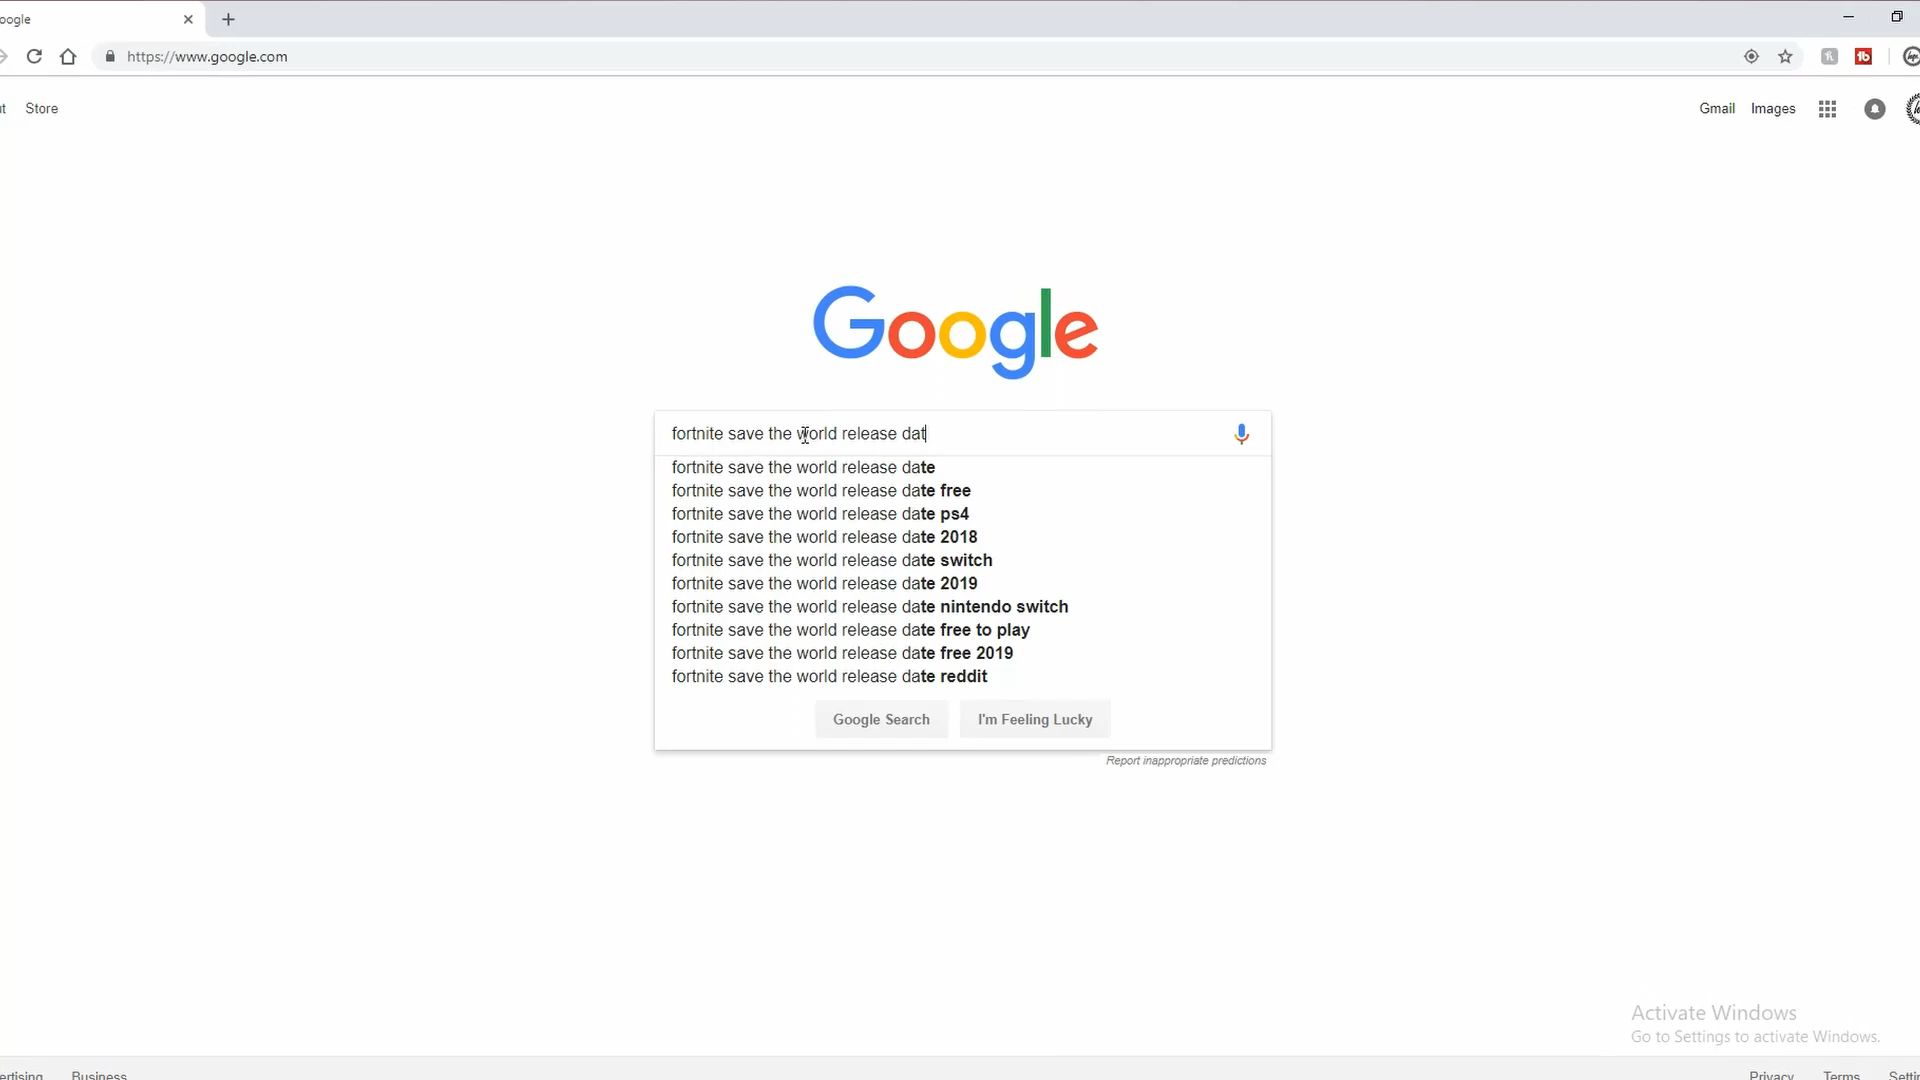 oogle
https://www.google.com
Store
Gmail
Images
Google
fortnite save the world release dat
fortnite save the world release date
fortnite save the world release date free
fortnite save the world release date ps4
fortnite save the world release date 2018
fortnite save the world release date switch
fortnite save the world release date 2019
fortnite save the world release date nintendo switch
fortnite save the world release date free to play
fortnite save the world release date free 2019
fortnite save the world release date reddit
Google Search
I'm Feeling Lucky
Report inappropriate predictions
Activate Windows
Go to Settings to activate Windows.
ertising
Business
Privacy
Terms